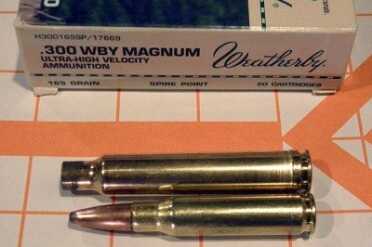 H300165SP/17669
.300 WBY MAGNUM
ULTRA-HIGH VELOCITY
AMMUNITION
Weatherby®
165 GRAIN SPIRE POINT 20 CARTRIDGES